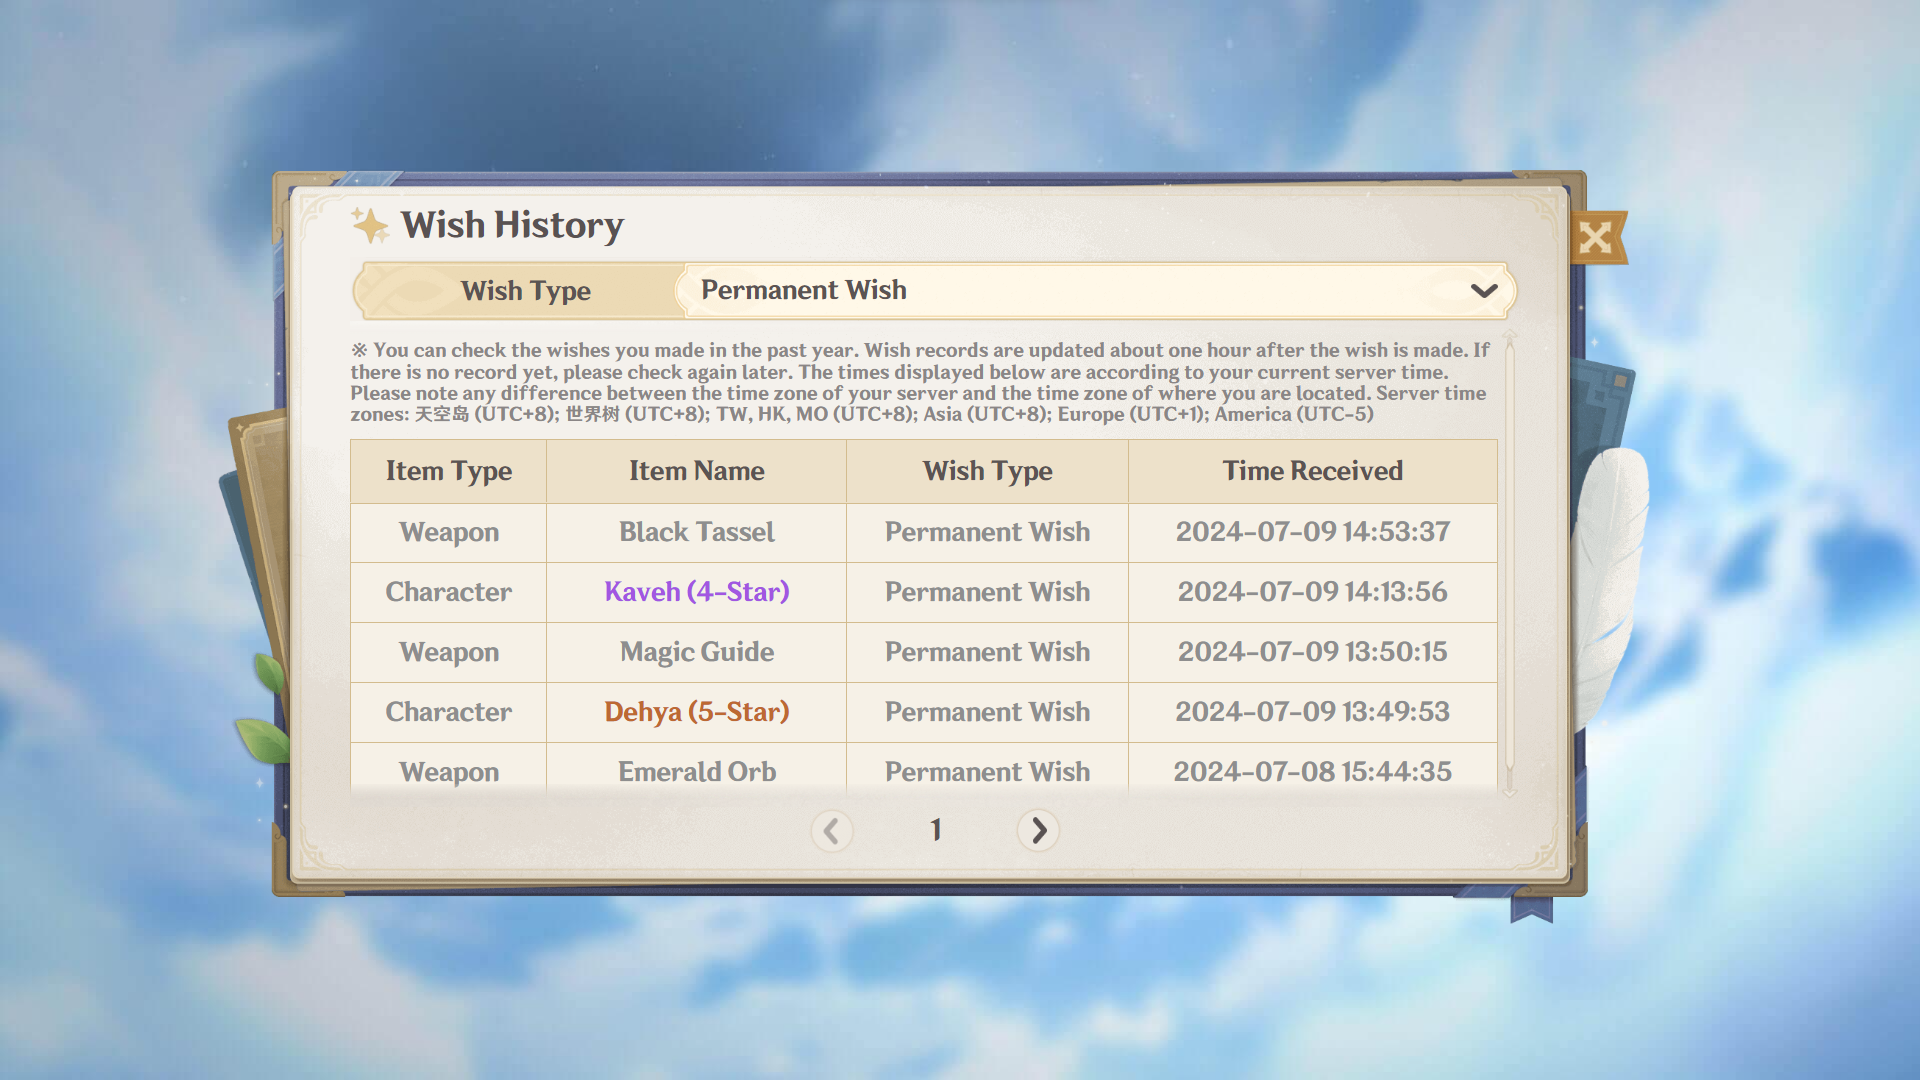 Wish History
Wish Type Permanent Wish
※ You can check the wishes you made in the past year. Wish records are updated about one hour after the wish is made. If
there is no record yet, please check again later. The times displayed below are according to your current server time.
Please note any difference between the time zone of your server and the time zone of where you are located. Server time
zones: 天空岛 (UTC+8); 世界树 (UTC+8); TW, HK, MO (UTC+8); Asia (UTC+8); Europe (UTC+1); America (UTC-5)
Item Type Item Name Wish Type Time Received
Weapon Black Tassel Permanent Wish 2024-07-09 14:53:37
Character Kaveh (4-Star) Permanent Wish 2024-07-09 14:13:56
Weapon Magic Guide Permanent Wish 2024-07-09 13:50:15
Character Dehya (5-Star) Permanent Wish 2024-07-09 13:49:53
Weapon Emerald Orb Permanent Wish 2024-07-08 15:44:35
1